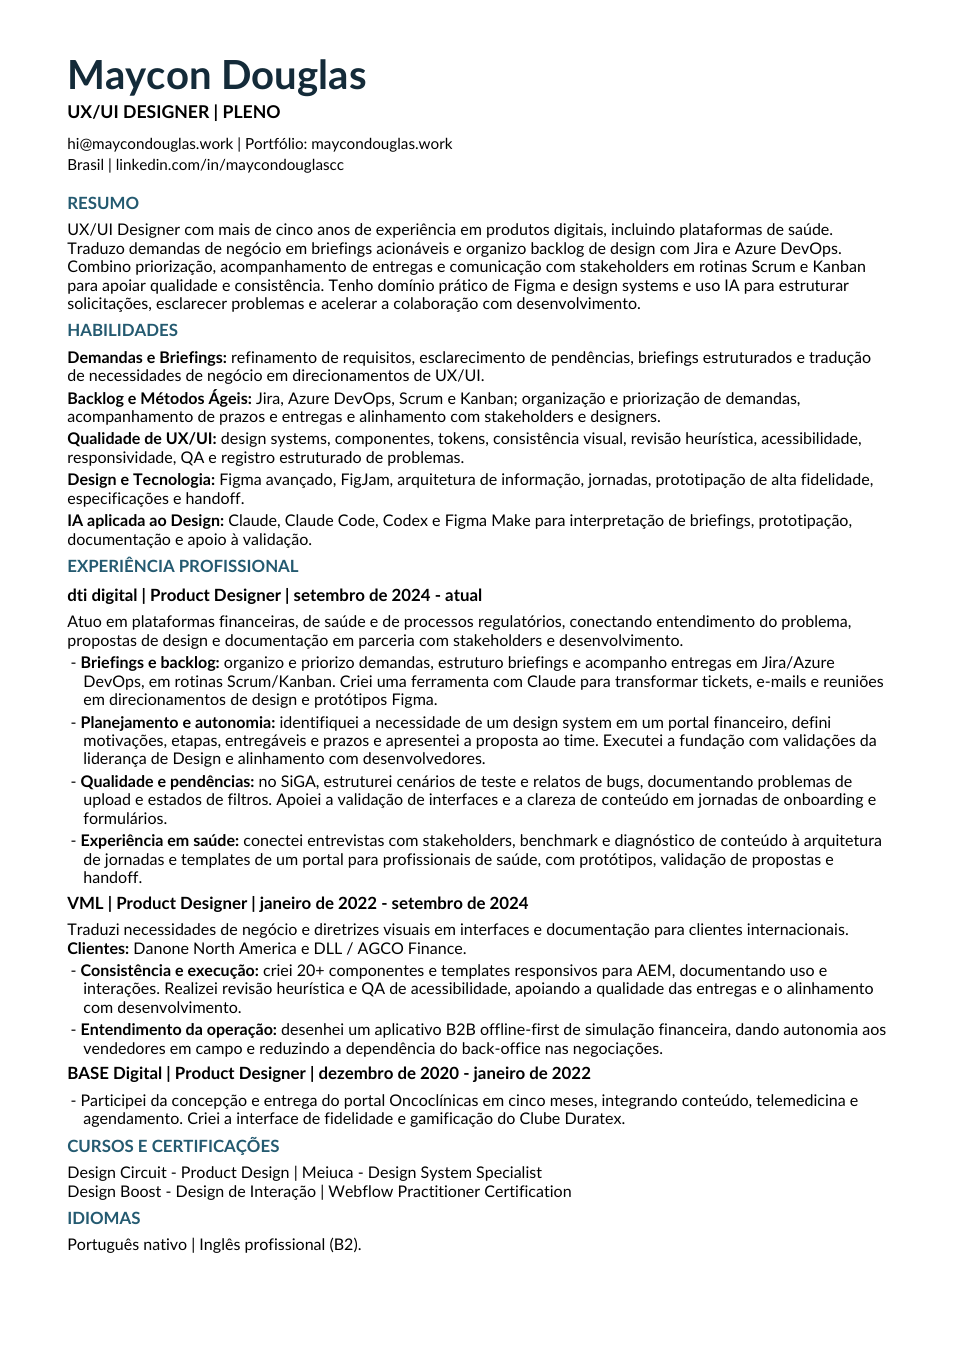 Maycon Douglas
UX/UI DESIGNER | PLENO
hi@maycondouglas.work | Portfólio: maycondouglas.work
Brasil | linkedin.com/in/maycondouglascc
RESUMO
UX/UI Designer com mais de cinco anos de experiência em produtos digitais, incluindo plataformas de saúde.
Traduzo demandas de negócio em briefings acionáveis e organizo backlog de design com Jira e Azure DevOps.
Combino priorização, acompanhamento de entregas e comunicação com stakeholders em rotinas Scrum e Kanban
para apoiar qualidade e consistência. Tenho domínio prático de Figma e design systems e uso IA para estruturar
solicitações, esclarecer problemas e acelerar a colaboração com desenvolvimento.
HABILIDADES
Demandas e Briefings: refinamento de requisitos, esclarecimento de pendências, briefings estruturados e tradução
de necessidades de negócio em direcionamentos de UX/UI.
Backlog e Métodos Ágeis: Jira, Azure DevOps, Scrum e Kanban; organização e priorização de demandas,
acompanhamento de prazos e entregas e alinhamento com stakeholders e designers.
Qualidade de UX/UI: design systems, componentes, tokens, consistência visual, revisão heurística, acessibilidade,
responsividade, QA e registro estruturado de problemas.
Design e Tecnologia: Figma avançado, FigJam, arquitetura de informação, jornadas, prototipação de alta fidelidade,
especificações e handoff.
IA aplicada ao Design: Claude, Claude Code, Codex e Figma Make para interpretação de briefings, prototipação,
documentação e apoio à validação.
EXPERIÊNCIA PROFISSIONAL
dti digital | Product Designer | setembro de 2024 - atual
Atuo em plataformas financeiras, de saúde e de processos regulatórios, conectando entendimento do problema,
propostas de design e documentação em parceria com stakeholders e desenvolvimento.
- Briefings e backlog: organizo e priorizo demandas, estruturo briefings e acompanho entregas em Jira/Azure
DevOps, em rotinas Scrum/Kanban. Criei uma ferramenta com Claude para transformar tickets, e-mails e reuniões
em direcionamentos de design e protótipos Figma.
- Planejamento e autonomia: identifiquei a necessidade de um design system em um portal financeiro, defini
motivações, etapas, entregáveis e prazos e apresentei a proposta ao time. Executei a fundação com validações da
liderança de Design e alinhamento com desenvolvedores.
- Qualidade e pendências: no SiGA, estruturei cenários de teste e relatos de bugs, documentando problemas de
upload e estados de filtros. Apoiei a validação de interfaces e a clareza de conteúdo em jornadas de onboarding e
formulários.
- Experiência em saúde: conectei entrevistas com stakeholders, benchmark e diagnóstico de conteúdo à arquitetura
de jornadas e templates de um portal para profissionais de saúde, com protótipos, validação de propostas e
handoff.
VML | Product Designer | janeiro de 2022 - setembro de 2024
Traduzi necessidades de negócio e diretrizes visuais em interfaces e documentação para clientes internacionais.
Clientes: Danone North America e DLL / AGCO Finance.
- Consistência e execução: criei 20+ componentes e templates responsivos para AEM, documentando uso e
interações. Realizei revisão heurística e QA de acessibilidade, apoiando a qualidade das entregas e o alinhamento
com desenvolvimento.
- Entendimento da operação: desenhei um aplicativo B2B offline-first de simulação financeira, dando autonomia aos
vendedores em campo e reduzindo a dependência do back-office nas negociações.
BASE Digital | Product Designer | dezembro de 2020 - janeiro de 2022
- Participei da concepção e entrega do portal Oncoclínicas em cinco meses, integrando conteúdo, telemedicina e
agendamento. Criei a interface de fidelidade e gamificação do Clube Duratex.
CURSOS E CERTIFICAÇÕES
Design Circuit - Product Design | Meiuca - Design System Specialist
Design Boost - Design de Interação | Webflow Practitioner Certification
IDIOMAS
Português nativo | Inglês profissional (B2).